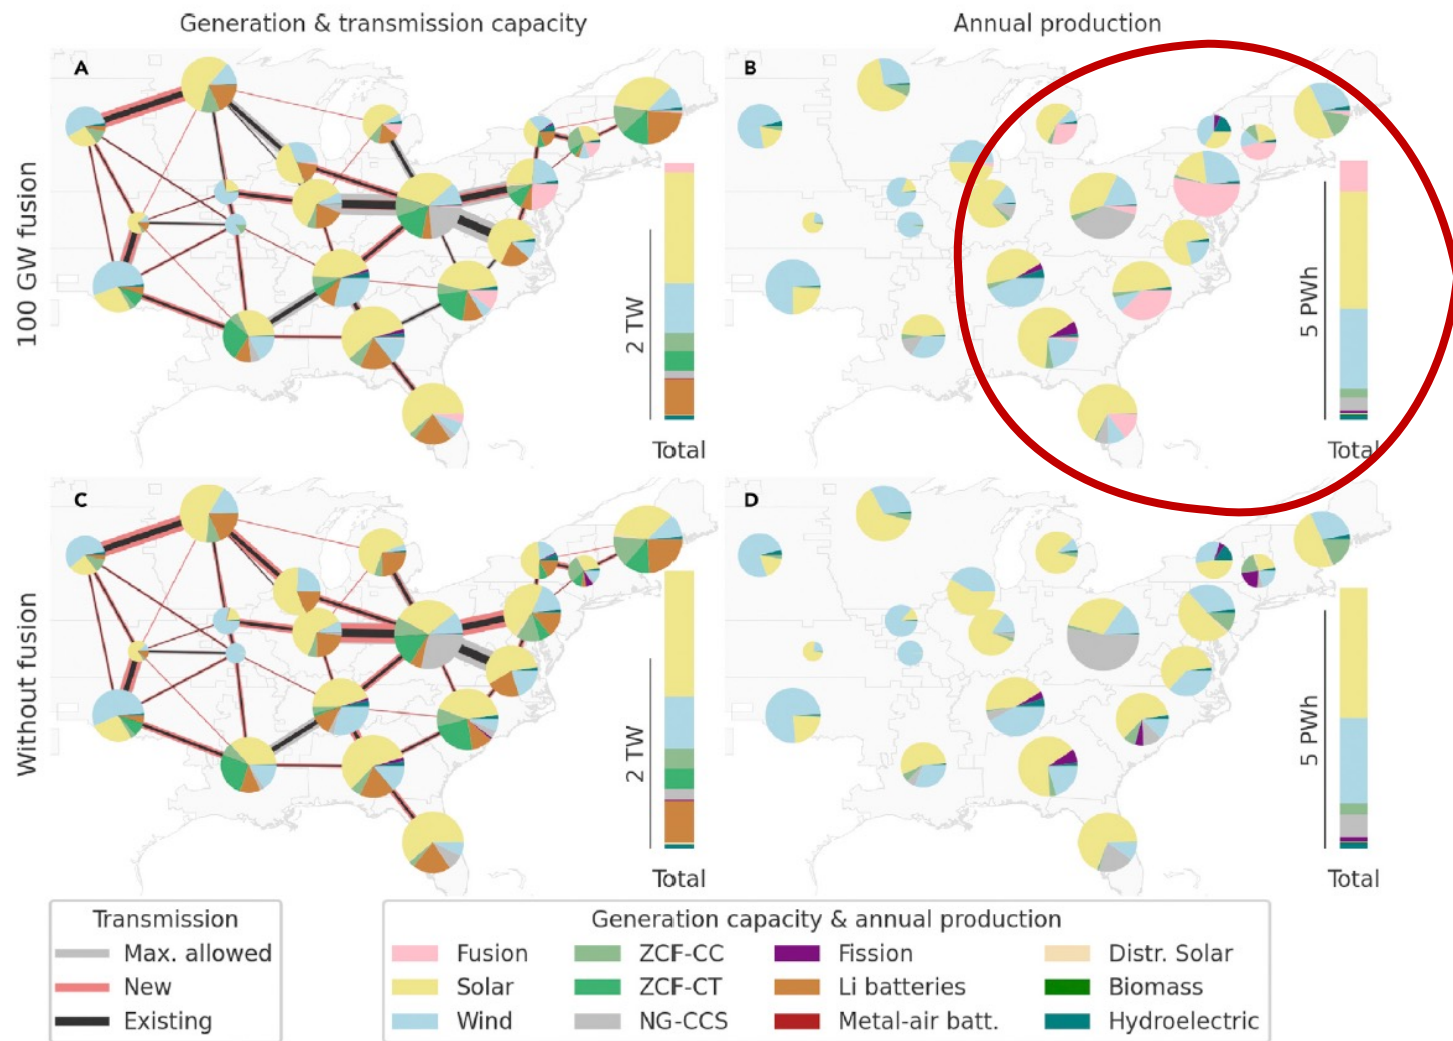 Generation & transmission capacity
Annual production
A
B
100 GW fusion
2 TW
5 PWh
Total
Total
C
D
Without fusion
2 TW
5 PWh
Total
Total
Transmission
Max. allowed
New
Existing
Generation capacity & annual production
Fusion
ZCF-CC
Fission
Distr. Solar
Solar
ZCF-CT
Li batteries
Biomass
Wind
NG-CCS
Metal-air batt.
Hydroelectric